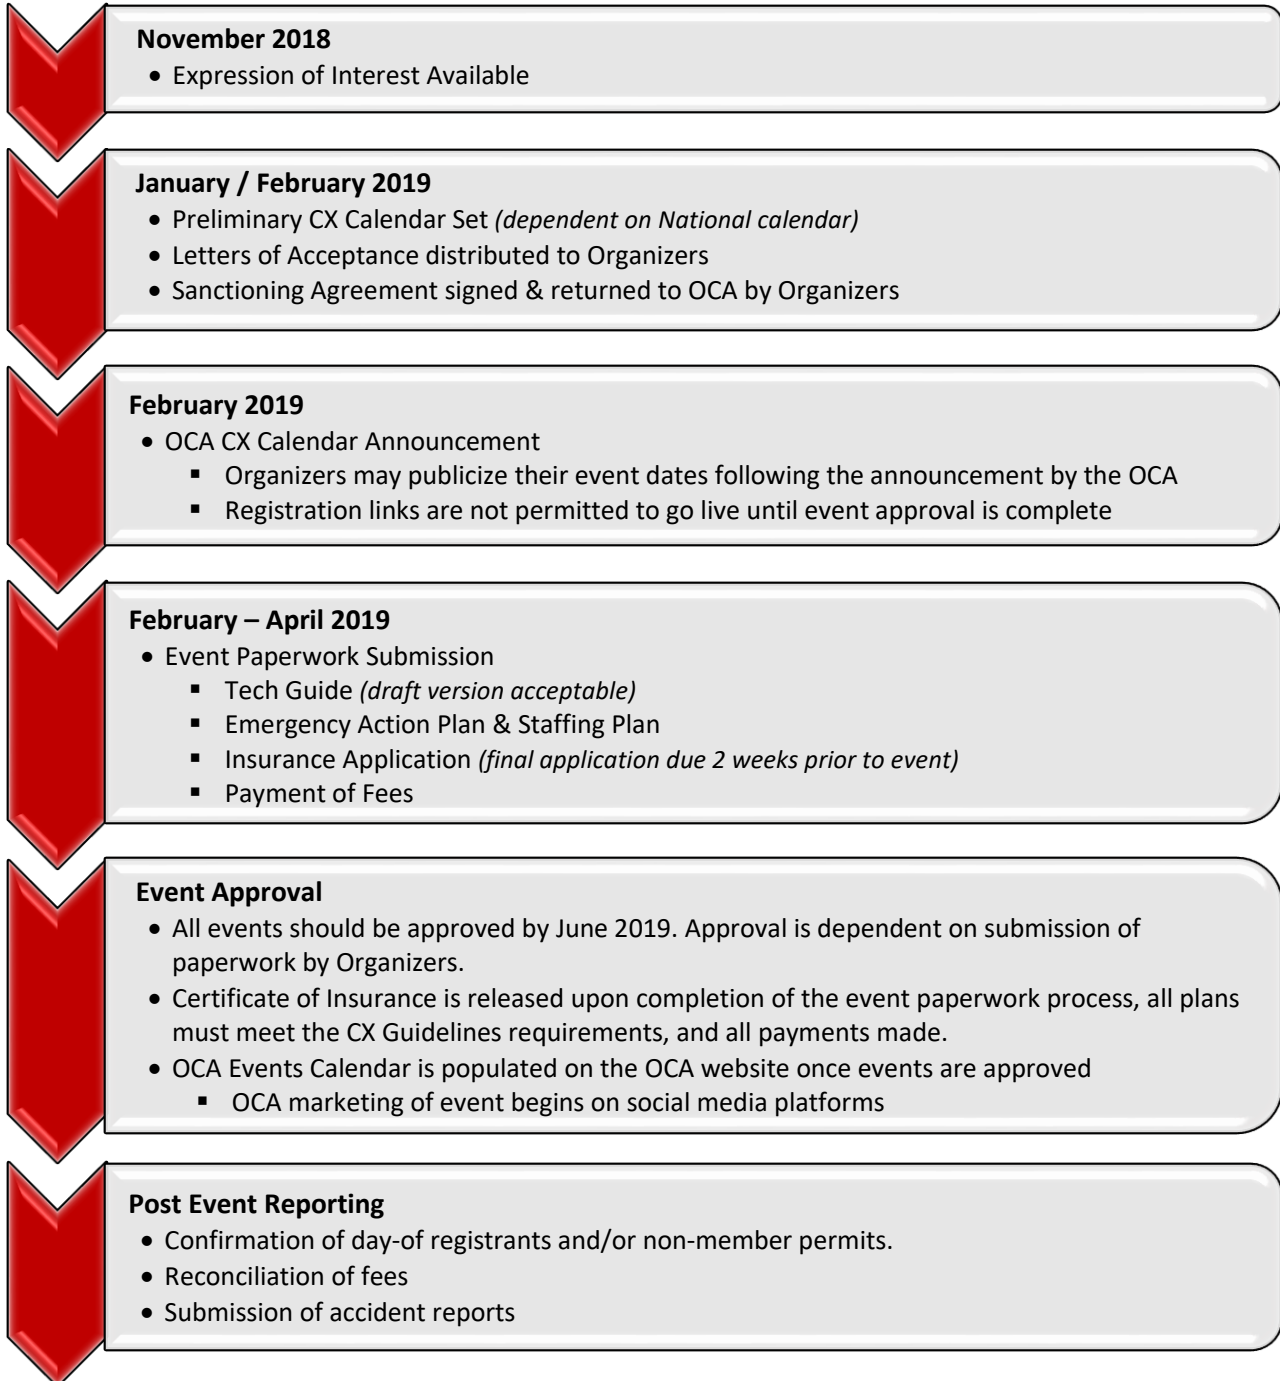 November 2018
• Expression of Interest Available
January / February 2019
• Preliminary CX Calendar Set (dependent on National calendar)
• Letters of Acceptance distributed to Organizers
• Sanctioning Agreement signed & returned to OCA by Organizers
February 2019
• OCA CX Calendar Announcement
▪ Organizers may publicize their event dates following the announcement by the OCA
▪ Registration links are not permitted to go live until event approval is complete
February – April 2019
• Event Paperwork Submission
▪ Tech Guide (draft version acceptable)
▪ Emergency Action Plan & Staffing Plan
▪ Insurance Application (final application due 2 weeks prior to event)
▪ Payment of Fees
Event Approval
• All events should be approved by June 2019. Approval is dependent on submission of
paperwork by Organizers.
• Certificate of Insurance is released upon completion of the event paperwork process, all plans
must meet the CX Guidelines requirements, and all payments made.
• OCA Events Calendar is populated on the OCA website once events are approved
▪ OCA marketing of event begins on social media platforms
Post Event Reporting
• Confirmation of day-of registrants and/or non-member permits.
• Reconciliation of fees
• Submission of accident reports